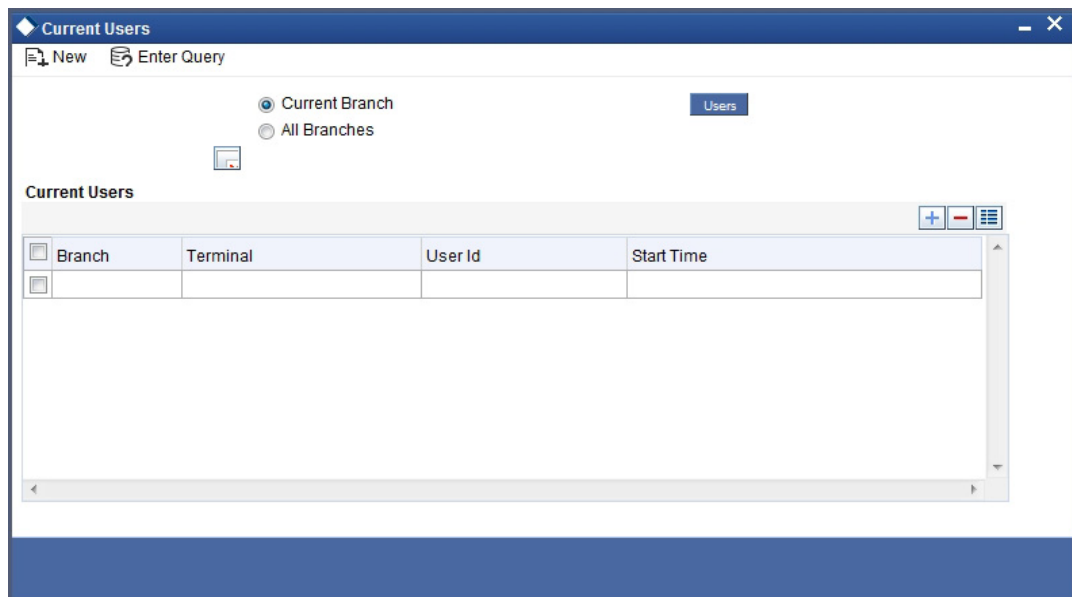 Current Users
New Enter Query
Current Branch Users
All Branches
Current Users
Branch Terminal User Id Start Time